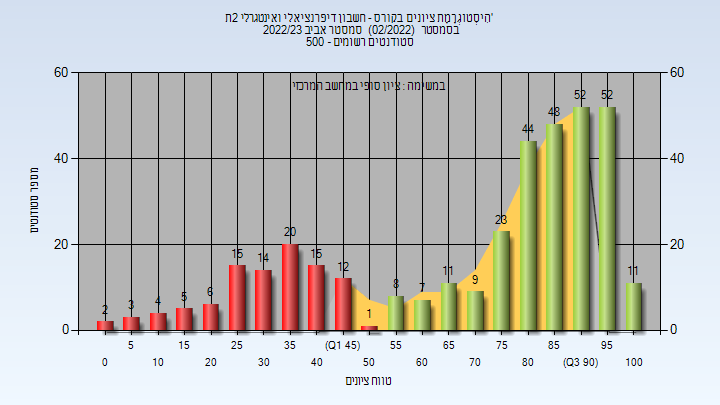 הִיסְטוֹגְרַמַת ציונים בקורס - חשבון דיפרנציאלי ואינטגרלי 2ת'
בסמסטר (02/2022) סמסטר אביב 2022/23
סטודנטים רשומים - 500
במשימה : ציון סופי במחשב המרכזי
60 60
40 40
20 20
0 0
מספר סטודנטים
2 3 4 5 6 15 14 20 15 12 1 8 7 11 9 23 44 48 52 52 11
5 15 25 35 (Q1 45) 55 65 75 85 95
0 10 20 30 40 50 60 70 80 (Q3 90) 100
טווח ציונים